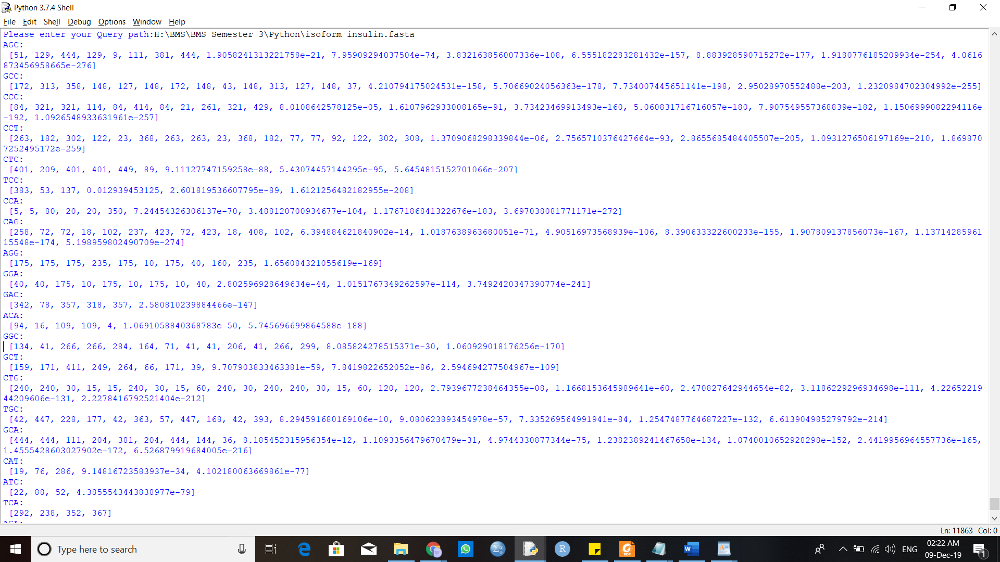 Python 3.7.4 Shell
File Edit Shell Debug Options Window Help
Please enter your Query path:H:\BMS\BMS Semester 3\Python\isoform insulin.fasta
AGC:
[51, 129, 444, 129, 9, 111, 381, 444, 1.9058241313221758e-21, 7.95909294037504e-74, 3.832163856007336e-108, 6.555182283281432e-157, 8.883928590715272e-177, 1.9180776185209934e-254, 4.0616
873456958665e-276]
GCC:
[172, 313, 358, 148, 127, 148, 172, 148, 43, 148, 313, 127, 148, 37, 4.210794175024531e-158, 5.70669024056363e-178, 7.734007445651141e-198, 2.95028970552488e-203, 1.2320984702304992e-255]
CCC:
[84, 321, 321, 114, 84, 414, 84, 21, 261, 321, 429, 8.0108642578125e-05, 1.6107962933008165e-91, 3.73423469913493e-160, 5.060831716716057e-180, 7.907549557368839e-182, 1.1506999082294116e
-192, 1.0926548933631961e-257]
CCT:
[263, 182, 302, 122, 23, 368, 263, 263, 23, 368, 182, 77, 77, 92, 122, 302, 308, 1.3709068298339844e-06, 2.7565710376427664e-93, 2.8655685484405507e-205, 1.0931276506197169e-210, 1.869870
7252495172e-259]
CTC:
[401, 209, 401, 401, 449, 89, 9.11127747159258e-88, 5.43074457144295e-95, 5.6454815152701066e-207]
TCC:
[383, 53, 137, 0.012939453125, 2.601819536607795e-89, 1.6121256482182955e-208]
CCA:
[5, 5, 80, 20, 20, 350, 7.24454326306137e-70, 3.488120700934677e-104, 1.1767186841322676e-183, 3.697038081771171e-272]
CAG:
[258, 72, 72, 18, 102, 237, 423, 72, 423, 18, 408, 102, 6.394884621840902e-14, 1.0187638963680051e-71, 4.90516973568939e-106, 8.390633322600233e-155, 1.907809137856073e-167, 1.13714285961
15548e-174, 5.198959802490709e-274]
AGG:
[175, 175, 175, 235, 175, 10, 175, 40, 160, 235, 1.656084321055619e-169]
GGA:
[40, 40, 175, 10, 175, 10, 175, 10, 40, 2.802596928649634e-44, 1.0151767349262597e-114, 3.7492420347390774e-241]
GAC:
[342, 78, 357, 318, 357, 2.580810239884466e-147]
ACA:
[94, 16, 109, 109, 4, 1.0691058840368783e-50, 5.745696699864588e-188]
GGC:
[134, 41, 266, 266, 284, 164, 71, 41, 41, 206, 41, 266, 299, 8.085824278515371e-30, 1.060929018176256e-170]
GCT:
[159, 171, 411, 249, 264, 66, 171, 39, 9.707903833463381e-59, 7.8419822652052e-86, 2.594694277504967e-109]
CTG:
[240, 240, 30, 15, 15, 240, 30, 15, 60, 240, 30, 240, 240, 30, 15, 60, 120, 120, 2.7939677238464355e-08, 1.1668153645989641e-60, 2.470827642944654e-82, 3.1186229296934698e-111, 4.22652219
44209606e-131, 2.2278416792521404e-212]
TGC:
[42, 447, 228, 177, 42, 363, 57, 447, 168, 42, 393, 8.294591680169106e-10, 9.080623893454978e-57, 7.335269564991941e-84, 1.2547487764687227e-132, 6.613904985279792e-214]
GCA:
[444, 444, 111, 204, 381, 204, 444, 144, 36, 8.185452315956354e-12, 1.1093356479670479e-31, 4.9744330877344e-75, 1.2382389241467658e-134, 1.0740010652928298e-152, 2.4419956964557736e-165,
1.4555428603027902e-172, 6.526879919684005e-216]
CAT:
[19, 76, 286, 9.14816723583937e-34, 4.102180063669861e-77]
ATC:
[22, 88, 52, 4.3855543443838977e-79]
TCA:
[292, 238, 352, 367]
Ln: 11863 Col: 0
Type here to search
ENG
02:22 AM
09-Dec-19
1